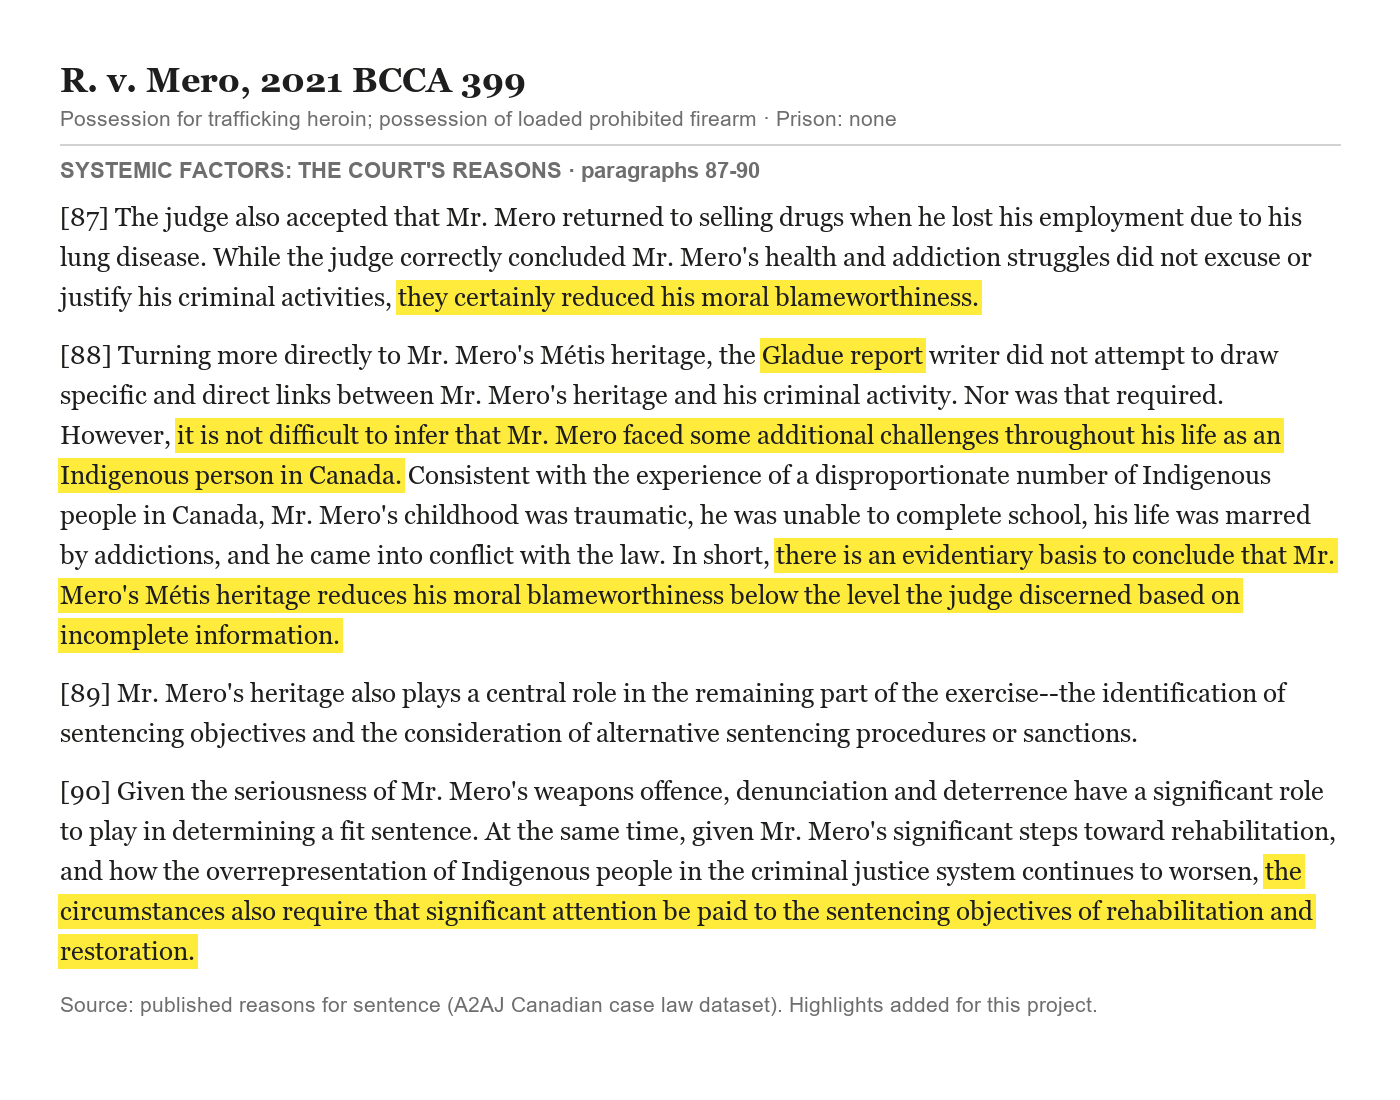 R. v. Mero, 2021 BCCA 399
Possession for trafficking heroin; possession of loaded prohibited firearm · Prison: none
SYSTEMIC FACTORS: THE COURT'S REASONS · paragraphs 87-90
[87] The judge also accepted that Mr. Mero returned to selling drugs when he lost his employment due to his
lung disease. While the judge correctly concluded Mr. Mero's health and addiction struggles did not excuse or
justify his criminal activities, they certainly reduced his moral blameworthiness.
[88] Turning more directly to Mr. Mero's Métis heritage, the Gladue report writer did not attempt to draw
specific and direct links between Mr. Mero's heritage and his criminal activity. Nor was that required.
However, it is not difficult to infer that Mr. Mero faced some additional challenges throughout his life as an
Indigenous person in Canada. Consistent with the experience of a disproportionate number of Indigenous
people in Canada, Mr. Mero's childhood was traumatic, he was unable to complete school, his life was marred
by addictions, and he came into conflict with the law. In short, there is an evidentiary basis to conclude that Mr.
Mero's Métis heritage reduces his moral blameworthiness below the level the judge discerned based on
incomplete information.
[89] Mr. Mero's heritage also plays a central role in the remaining part of the exercise--the identification of
sentencing objectives and the consideration of alternative sentencing procedures or sanctions.
[90] Given the seriousness of Mr. Mero's weapons offence, denunciation and deterrence have a significant role
to play in determining a fit sentence. At the same time, given Mr. Mero's significant steps toward rehabilitation,
and how the overrepresentation of Indigenous people in the criminal justice system continues to worsen, the
circumstances also require that significant attention be paid to the sentencing objectives of rehabilitation and
restoration.
Source: published reasons for sentence (A2AJ Canadian case law dataset). Highlights added for this project.